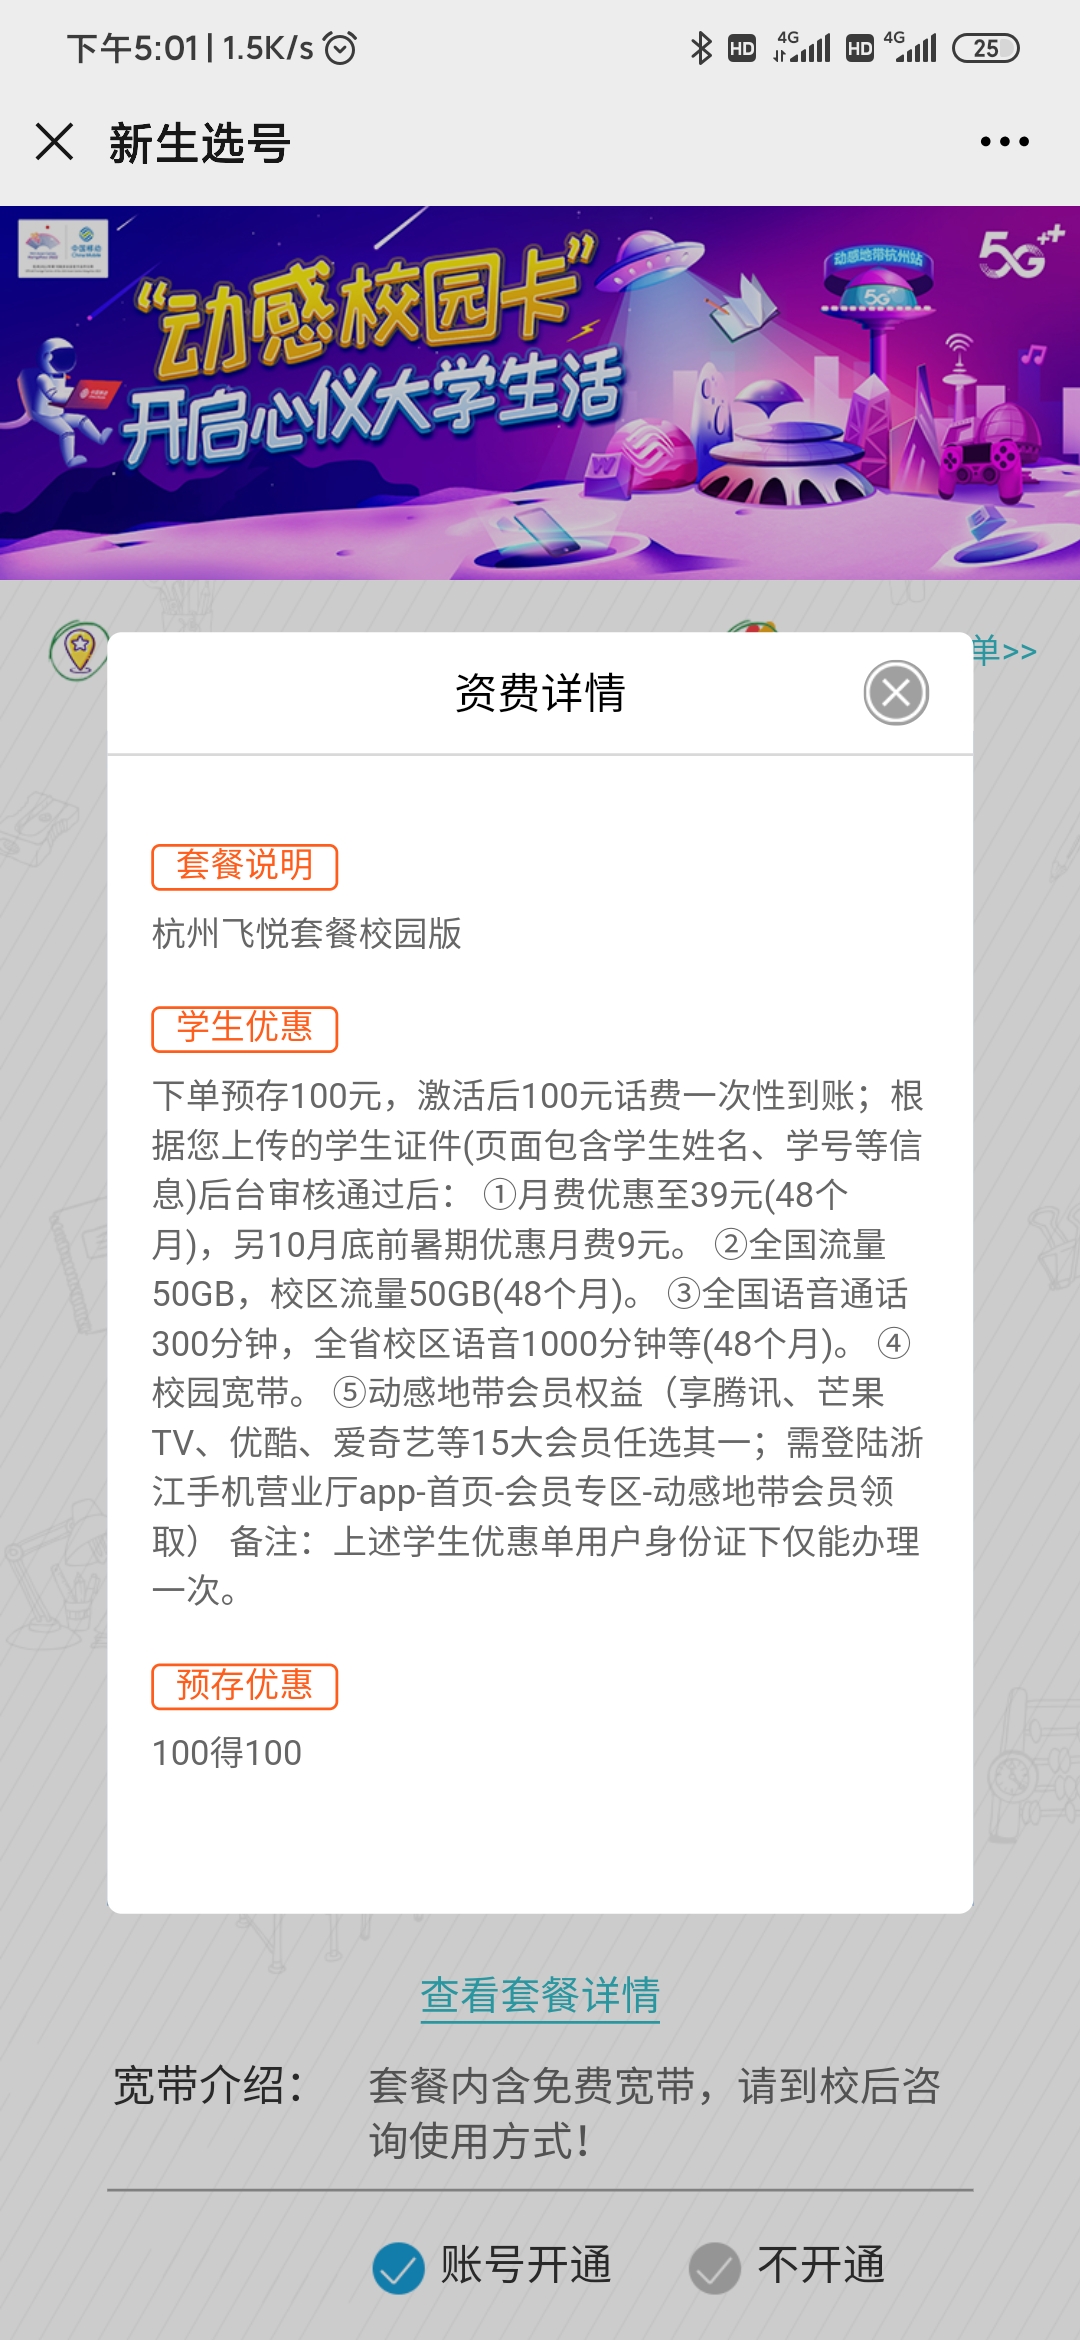 下午5:01 | 1.5K/s
HD 4G HD 4G 25
新生选号
中国移动
China Mobile
“动感校园卡”
开启心仪大学生活
动感地带杭州站
5G
5G++
中国移动
W
单>>
资费详情
套餐说明
杭州飞悦套餐校园版
学生优惠
下单预存100元，激活后100元话费一次性到账；根
据您上传的学生证件(页面包含学生姓名、学号等信
息)后台审核通过后： ①月费优惠至39元(48个
月)，另10月底前暑期优惠月费9元。 ②全国流量
50GB，校区流量50GB(48个月)。 ③全国语音通话
300分钟，全省校区语音1000分钟等(48个月)。 ④
校园宽带。 ⑤动感地带会员权益（享腾讯、芒果
TV、优酷、爱奇艺等15大会员任选其一；需登陆浙
江手机营业厅app-首页-会员专区-动感地带会员领
取） 备注：上述学生优惠单用户身份证下仅能办理
一次。
预存优惠
100得100
查看套餐详情
宽带介绍： 套餐内含免费宽带，请到校后咨
询使用方式！
账号开通 不开通